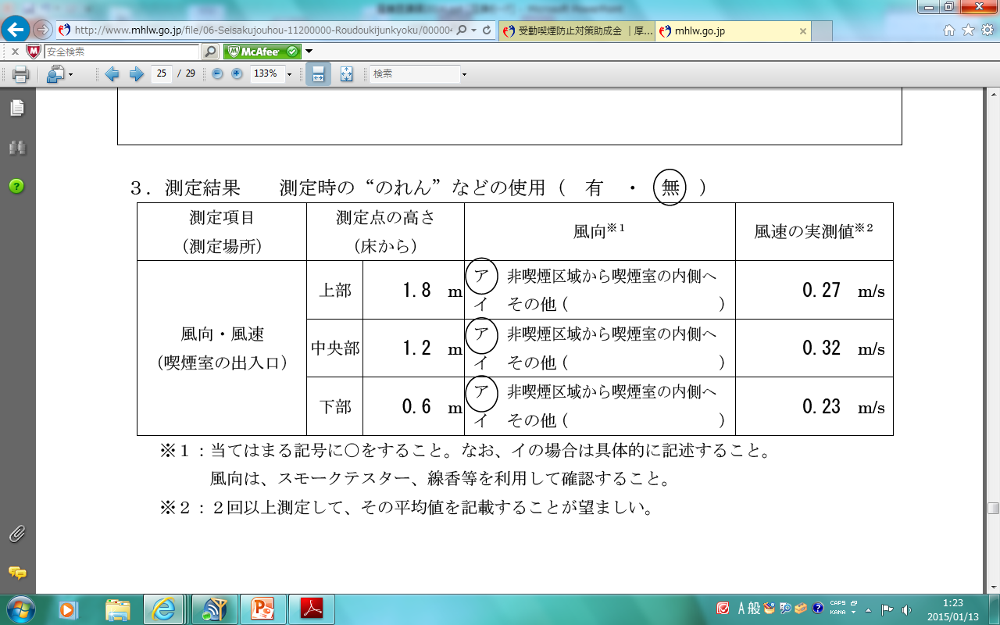 http://www.mhlw.go.jp/file/06-Seisakujouhou-11200000-Roudoukijunkyoku/00000
受動喫煙防止対策助成金 ｜厚...
mhlw.go.jp
安全検索
McAfee
25 / 29
133%
検索
３．測定結果　　測定時の“のれん”などの使用（　有　・　無　）
測定項目
（測定場所）
測定点の高さ
（床から）
風向※１
風速の実測値※２
風向・風速
（喫煙室の出入口）
上部
1.8 m
ア　非喫煙区域から喫煙室の内側へ
イ　その他（　　　　　　　　　）
0.27 m/s
中央部
1.2 m
ア　非喫煙区域から喫煙室の内側へ
イ　その他（　　　　　　　　　）
0.32 m/s
下部
0.6 m
ア　非喫煙区域から喫煙室の内側へ
イ　その他（　　　　　　　　　）
0.23 m/s
※１：当てはまる記号に○をすること。なお、イの場合は具体的に記述すること。
風向は、スモークテスター、線香等を利用して確認すること。
※２：２回以上測定して、その平均値を記載することが望ましい。
A 般
CAPS
KANA
1:23
2015/01/13